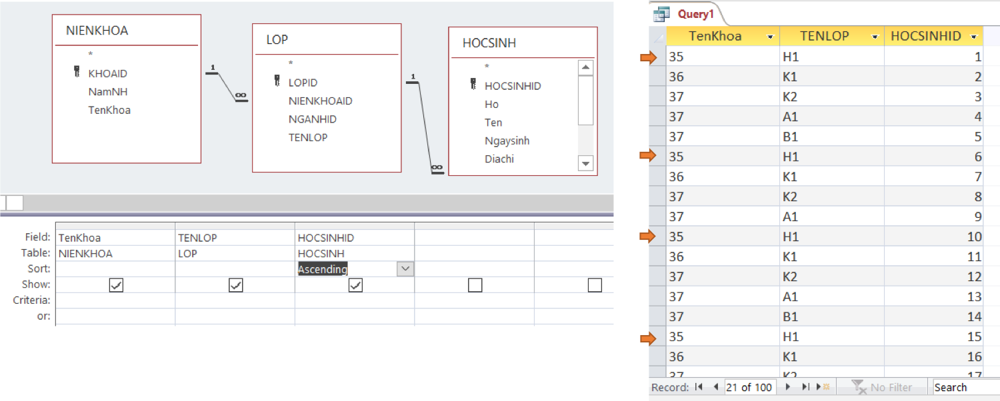 NIENKHOA
*
KHOAID
NamNH
TenKhoa
1
∞
LOP
*
LOPID
NIENKHOAID
NGANHID
TENLOP
1
∞
HOCSINH
*
HOCSINHID
Ho
Ten
Ngaysinh
Diachi
Field: TenKhoa TENLOP HOCSINHID
Table: NIENKHOA LOP HOCSINH
Sort: Ascending
Show:
Criteria:
or:
Query1
TenKhoa TENLOP HOCSINHID
35 H1 1
36 K1 2
37 K2 3
37 A1 4
37 B1 5
35 H1 6
36 K1 7
37 K2 8
37 A1 9
35 H1 10
36 K1 11
37 K2 12
37 A1 13
37 B1 14
35 H1 15
36 K1 16
37 K2 17
Record: 21 of 100 No Filter Search